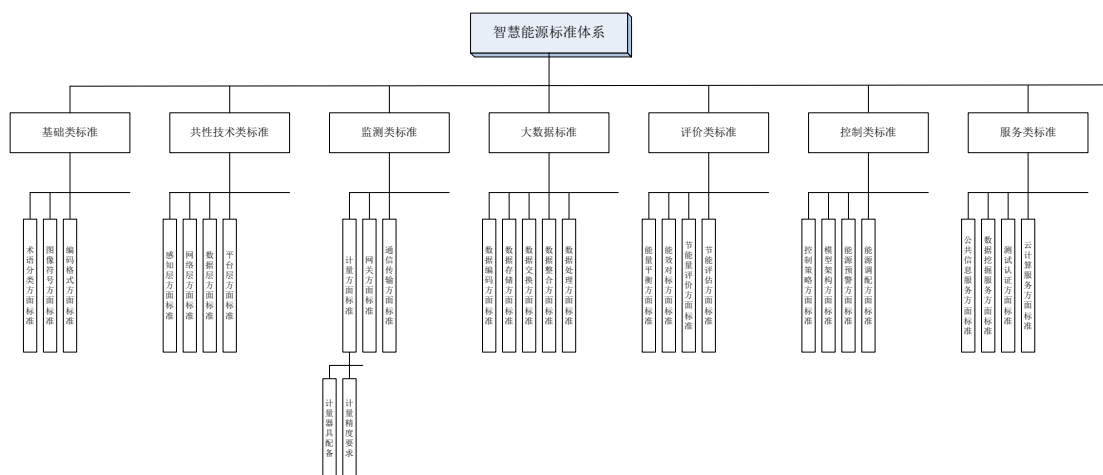 智慧能源标准体系
基础类标准
共性技术类标准
监测类标准
大数据标准
评价类标准
控制类标准
服务类标准
术语分类方面标准
图像符号方面标准
编码格式方面标准
感知层方面标准
网络层方面标准
数据层方面标准
平台层方面标准
计量方面标准
网关方面标准
通信传输方面标准
数据编码方面标准
数据存储方面标准
数据交换方面标准
数据整合方面标准
数据处理方面标准
能量平衡方面标准
能效对标方面标准
节能量评价方面标准
节能评估方面标准
控制策略方面标准
模型架构方面标准
能源预警方面标准
能源调配方面标准
公共信息服务方面标准
数据挖掘服务方面标准
测试认证方面标准
云计算服务方面标准
计量器具配备
计量精度要求